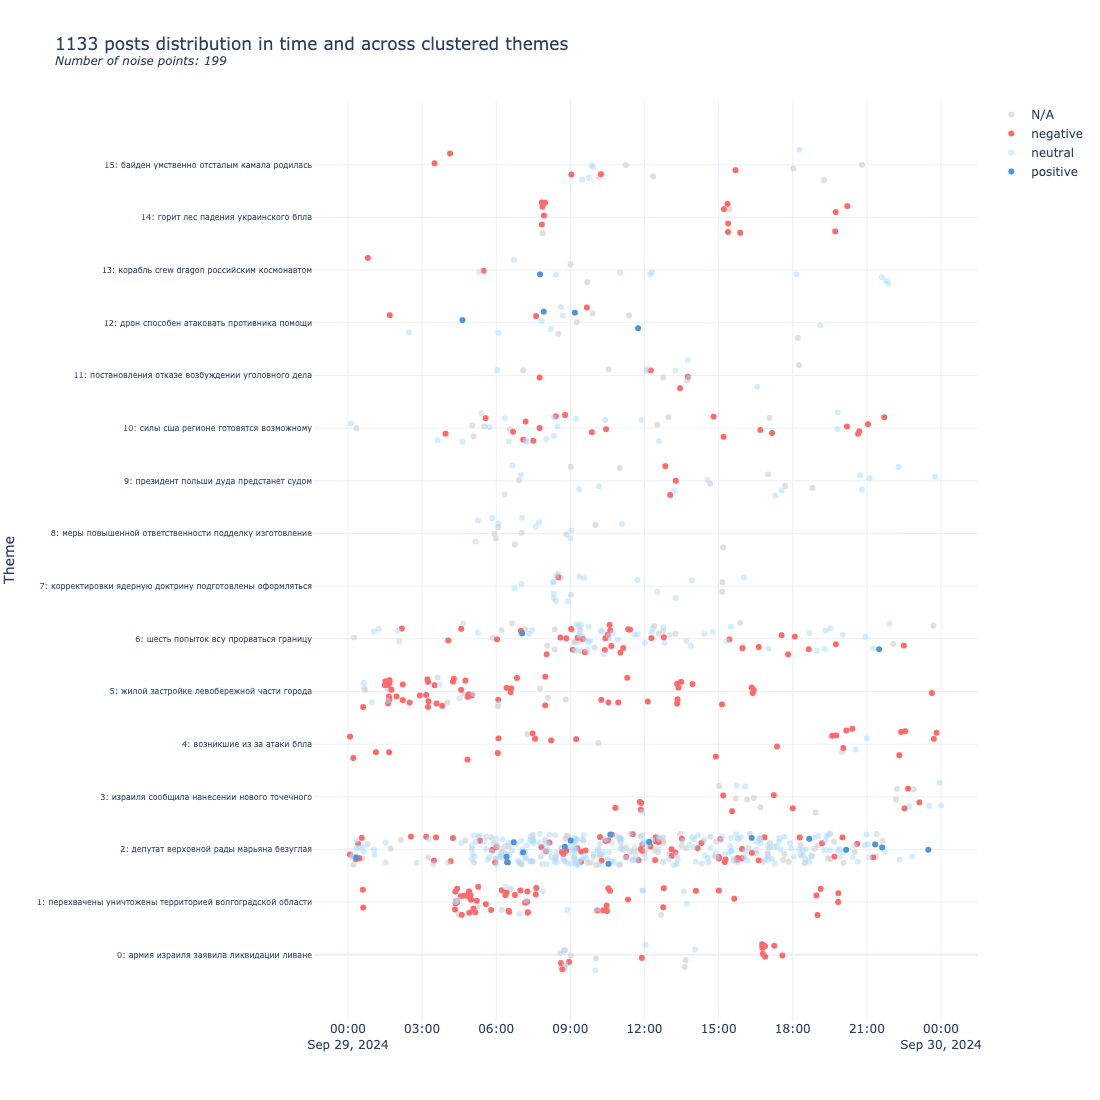 1133 posts distribution in time and across clustered themes
Number of noise points: 199
N/A
negative
neutral
positive
Theme
15: байден умственно отсталым камала родилась
14: горит лес падения украинского бпла
13: корабль crew dragon российским космонавтом
12: дрон способен атаковать противника помощи
11: постановления отказе возбуждении уголовного дела
10: силы сша регионе готовятся возможному
9: президент польши дуда предстанет судом
8: меры повышенной ответственности подделку изготовление
7: корректировки ядерную доктрину подготовлены оформляться
6: шесть попыток всу прорваться границу
5: жилой застройке левобережной части города
4: возникшие из за атаки бпла
3: израиля сообщила нанесении нового точечного
2: депутат верховной рады марьяна безуглая
1: перехвачены уничтожены территорией волгоградской области
0: армия израиля заявила ликвидации ливане
00:00 03:00 06:00 09:00 12:00 15:00 18:00 21:00 00:00
Sep 29, 2024 Sep 30, 2024